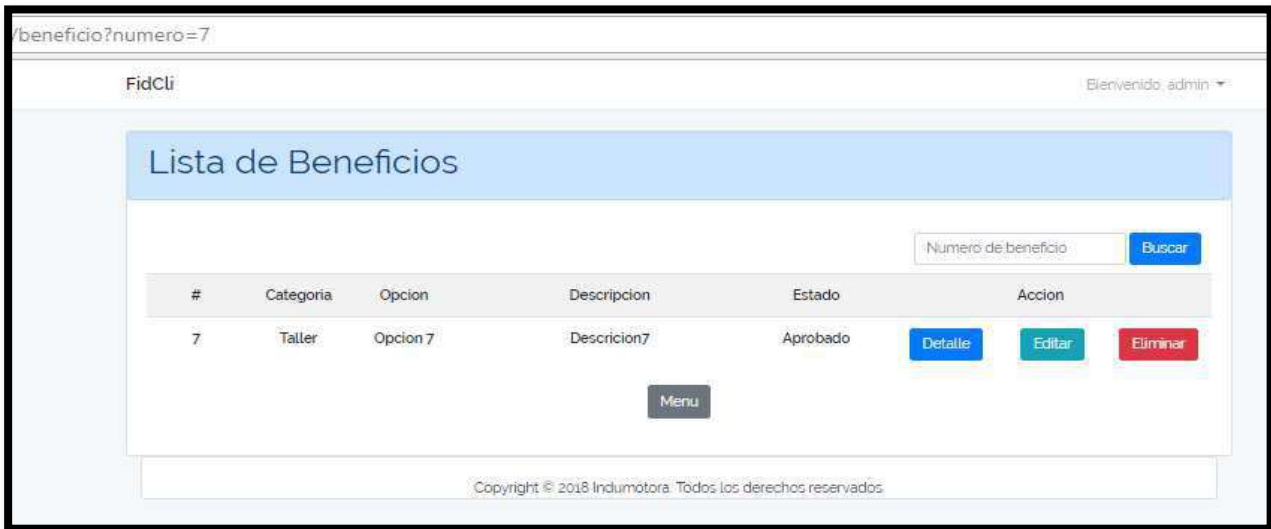 /beneficio?numero=7
FidCli
Bienvenido, admin
Lista de Beneficios
Numero de beneficio Buscar
# Categoria Opcion Descripcion Estado Accion
7 Taller Opcion 7 Descricion7 Aprobado Detalle Editar Eliminar
Menu
Copyright © 2018 Indumotora. Todos los derechos reservados.